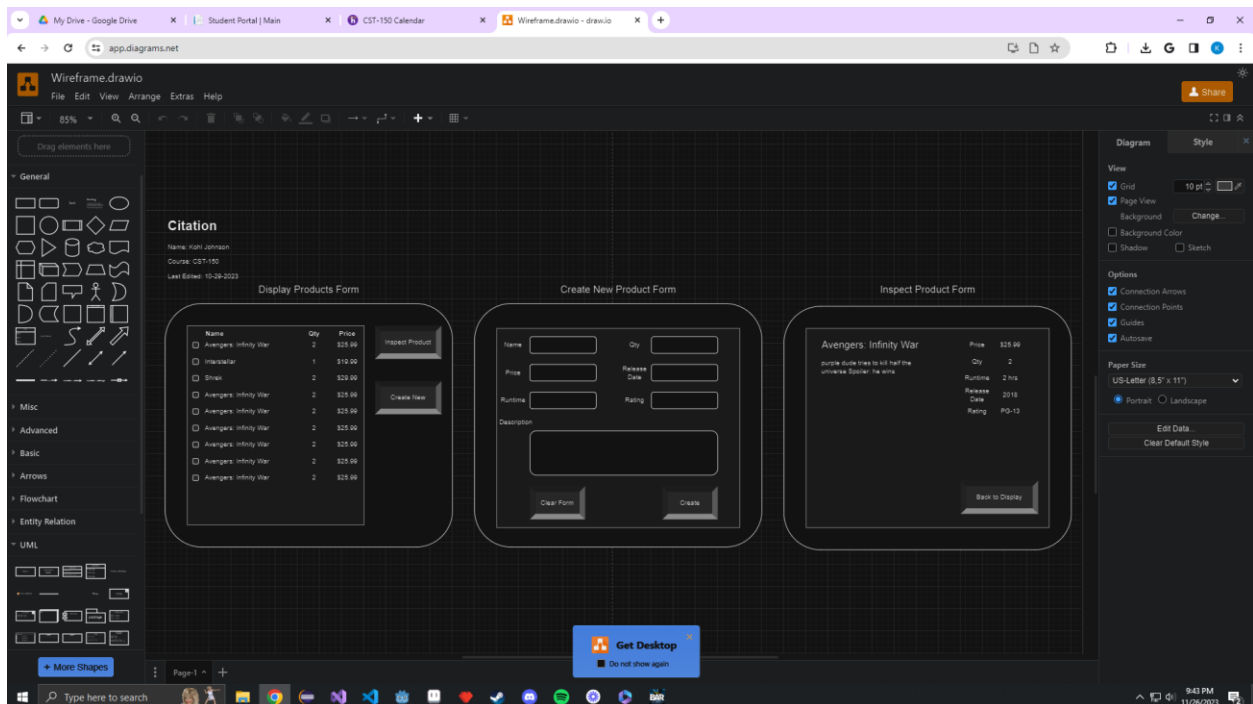 My Drive - Google Drive
Student Portal | Main
CST-150 Calendar
Wireframe.drawio - draw.io
app.diagrams.net
Wireframe.drawio
File Edit View Arrange Extras Help
Share
85%
Drag elements here
General
Misc
Advanced
Basic
Arrows
Flowchart
Entity Relation
UML
+ More Shapes
Citation
Name: Kohl Johnson
Course: CST-150
Last Edited: 10-29-2023
Display Products Form
Name Qty Price
Avengers: Infinity War 2 $25.99
Interstellar 1 $19.99
Shrek 2 $29.99
Avengers: Infinity War 2 $25.99
Avengers: Infinity War 2 $25.99
Avengers: Infinity War 2 $25.99
Avengers: Infinity War 2 $25.99
Avengers: Infinity War 2 $25.99
Avengers: Infinity War 2 $25.99
Inspect Product
Create New
Create New Product Form
Name Qty
Price Release
Date
Runtime Rating
Description
Clear Form Create
Inspect Product Form
Avengers: Infinity War
purple dude tries to kill half the
universe Spoiler: he wins
Price $25.99
Qty 2
Runtime 2 hrs
Release
Date 2018
Rating PG-13
Back to Display
Diagram Style
View
Grid 10 pt
Page View
Background Change...
Background Color
Shadow Sketch
Options
Connection Arrows
Connection Points
Guides
Autosave
Paper Size
US-Letter (8,5" x 11")
Portrait Landscape
Edit Data...
Clear Default Style
Get Desktop
Do not show again
Page-1
Type here to search
BAR
9:43 PM
11/26/2023